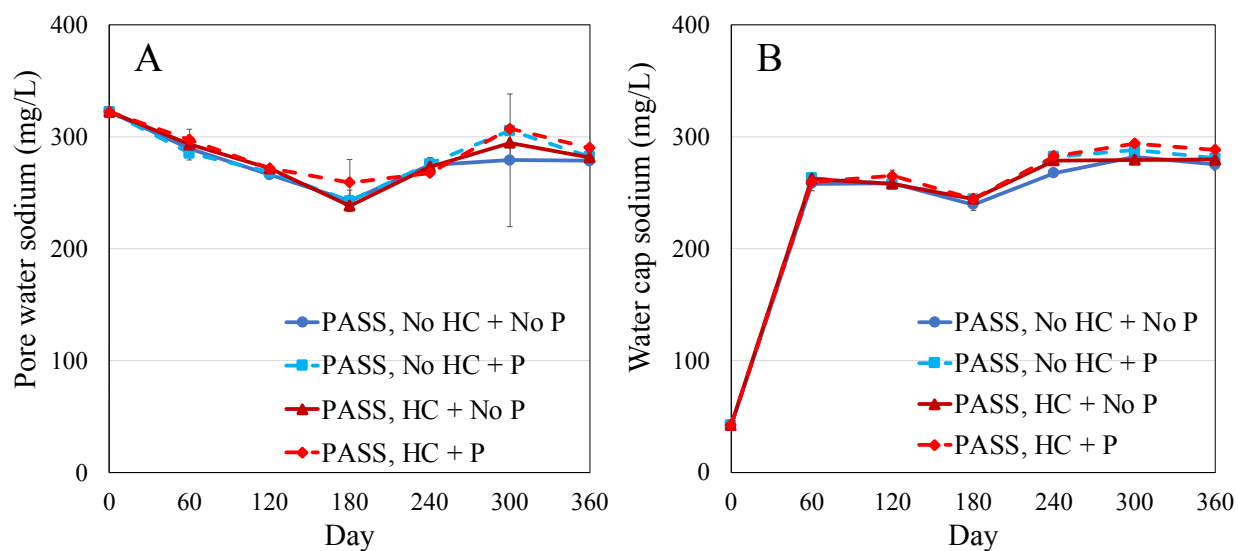 A
Pore water sodium (mg/L)
400
300
200
100
0
PASS, No HC + No P
PASS, No HC + P
PASS, HC + No P
PASS, HC + P
0 60 120 180 240 300 360
Day
B
Water cap sodium (mg/L)
400
300
200
100
0
PASS, No HC + No P
PASS, No HC + P
PASS, HC + No P
PASS, HC + P
0 60 120 180 240 300 360
Day